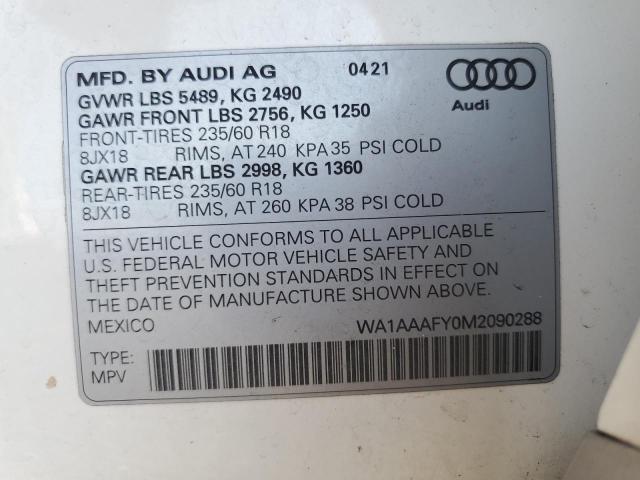 MFD. BY AUDI AG 0421
GVWR LBS 5489, KG 2490
GAWR FRONT LBS 2756, KG 1250
FRONT-TIRES 235/60 R18
8JX18 RIMS, AT 240 KPA 35 PSI COLD
GAWR REAR LBS 2998, KG 1360
REAR-TIRES 235/60 R18
8JX18 RIMS, AT 260 KPA 38 PSI COLD
Audi
THIS VEHICLE CONFORMS TO ALL APPLICABLE
U.S. FEDERAL MOTOR VEHICLE SAFETY AND
THEFT PREVENTION STANDARDS IN EFFECT ON
THE DATE OF MANUFACTURE SHOWN ABOVE.
MEXICO WA1AAAFY0M2090288
TYPE:
MPV